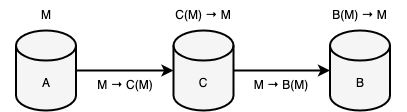 M
C(M) → M
B(M) → M
A
M → C(M)
C
M → B(M)
B